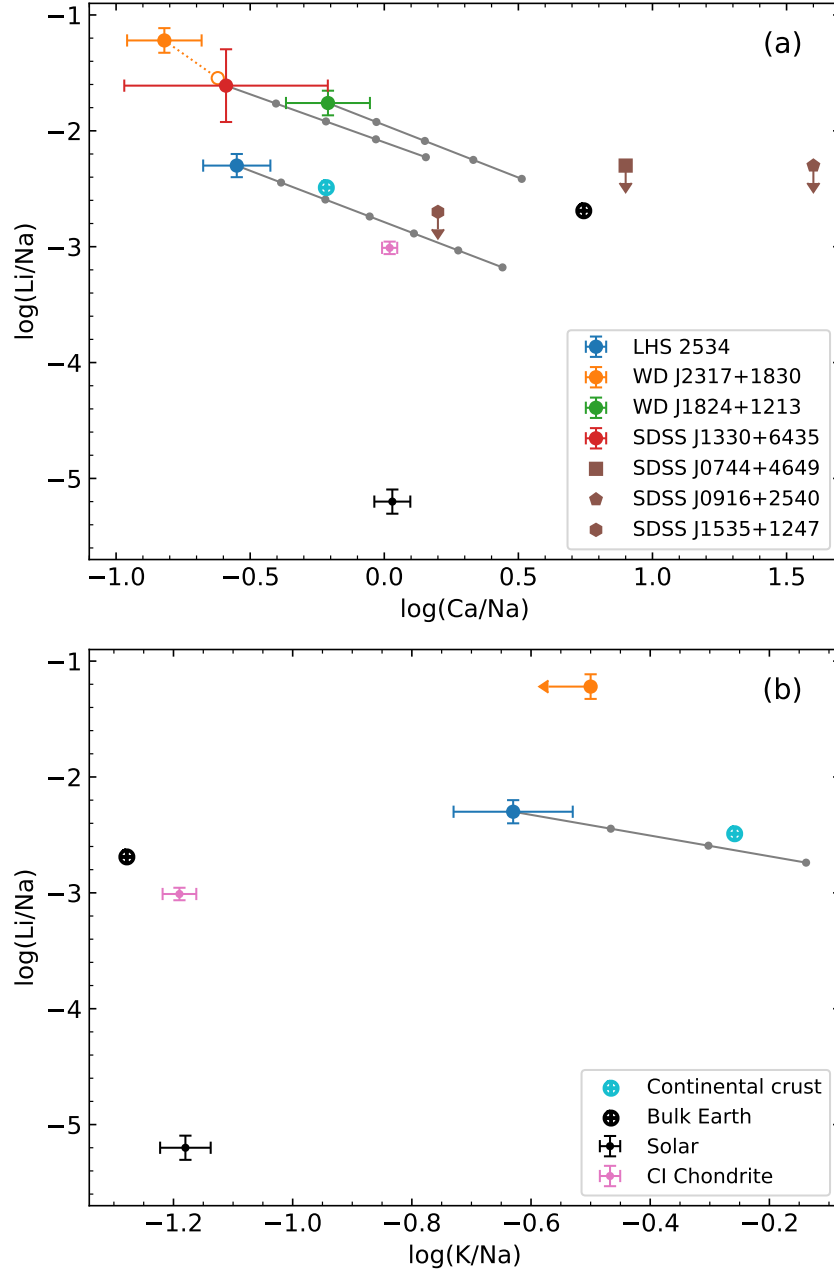 (a)
−1
−2
−3
−4
−5
log(Li/Na)
LHS 2534
WD J2317+1830
WD J1824+1213
SDSS J1330+6435
SDSS J0744+4649
SDSS J0916+2540
SDSS J1535+1247
−1.0 −0.5 0.0 0.5 1.0 1.5
log(Ca/Na)
(b)
−1
−2
−3
−4
−5
log(Li/Na)
Continental crust
Bulk Earth
Solar
CI Chondrite
−1.2 −1.0 −0.8 −0.6 −0.4 −0.2
log(K/Na)